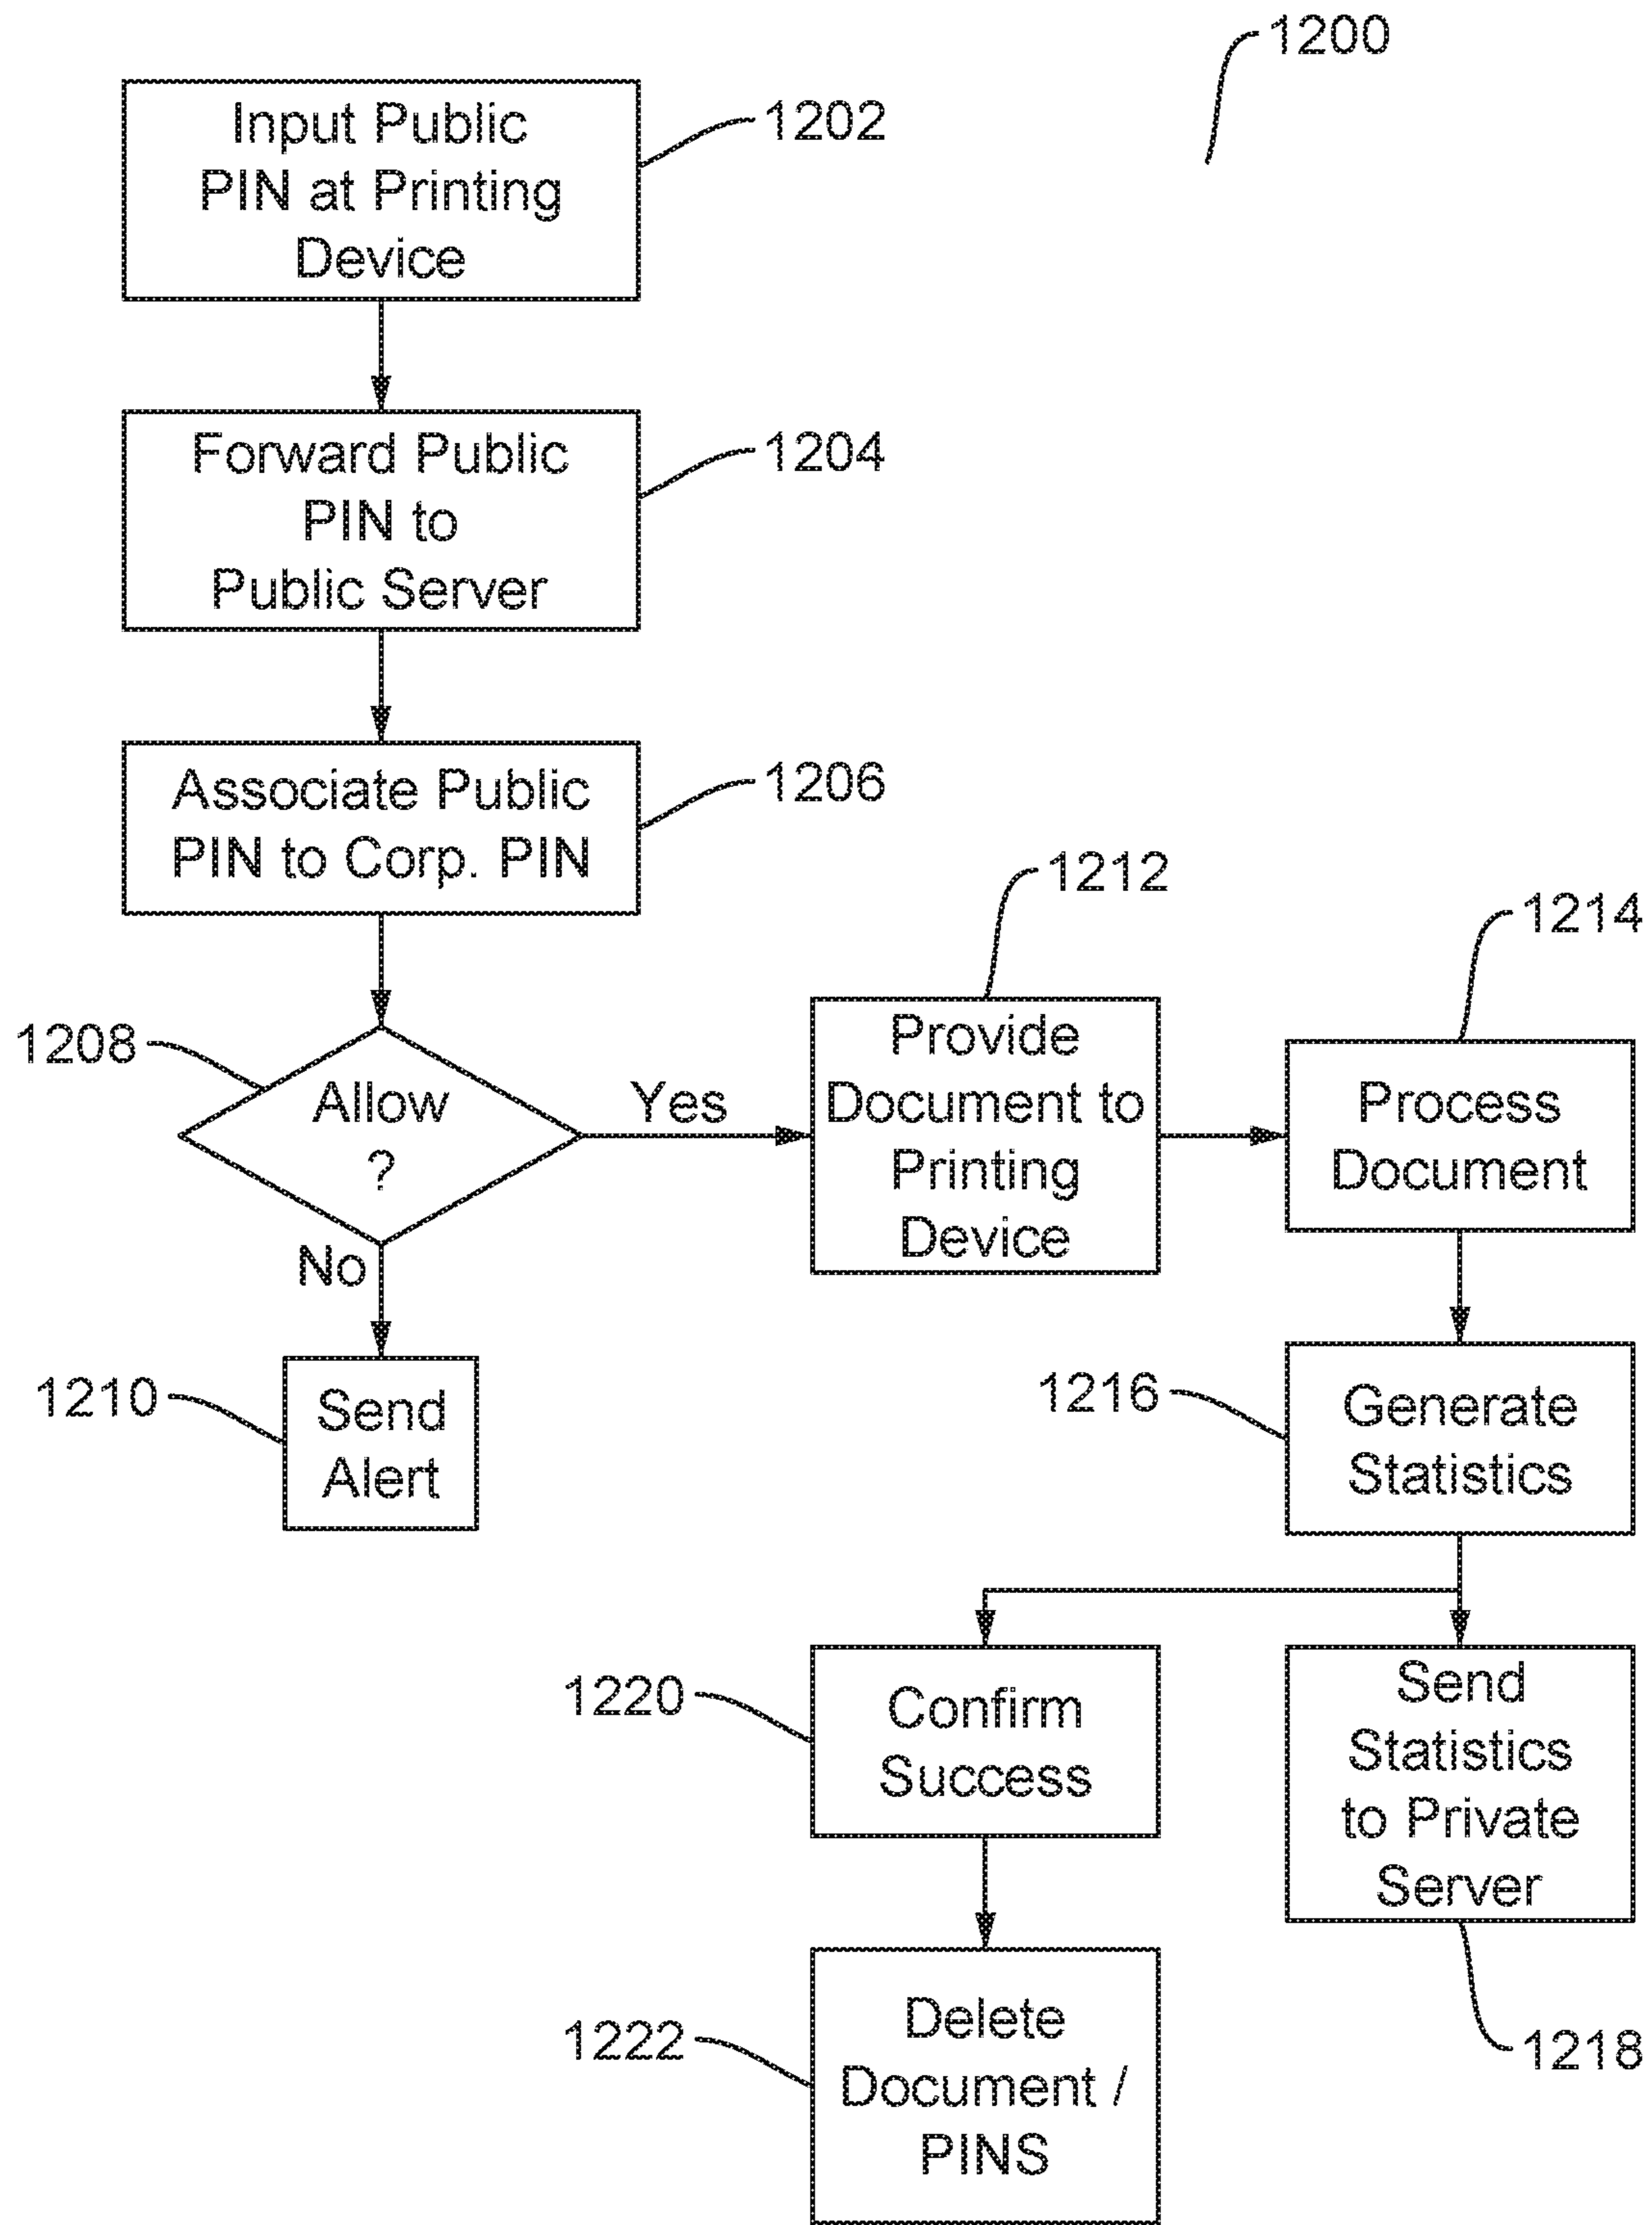 1200
Input Public
PIN at Printing
Device
1202
Forward Public
PIN to
Public Server
1204
Associate Public
PIN to Corp. PIN
1206
1208
Allow
?
Yes
No
1210
Send
Alert
1212
Provide
Document to
Printing
Device
1214
Process
Document
1216
Generate
Statistics
1220
Confirm
Success
Send
Statistics
to Private
Server
1218
1222
Delete
Document /
PINS